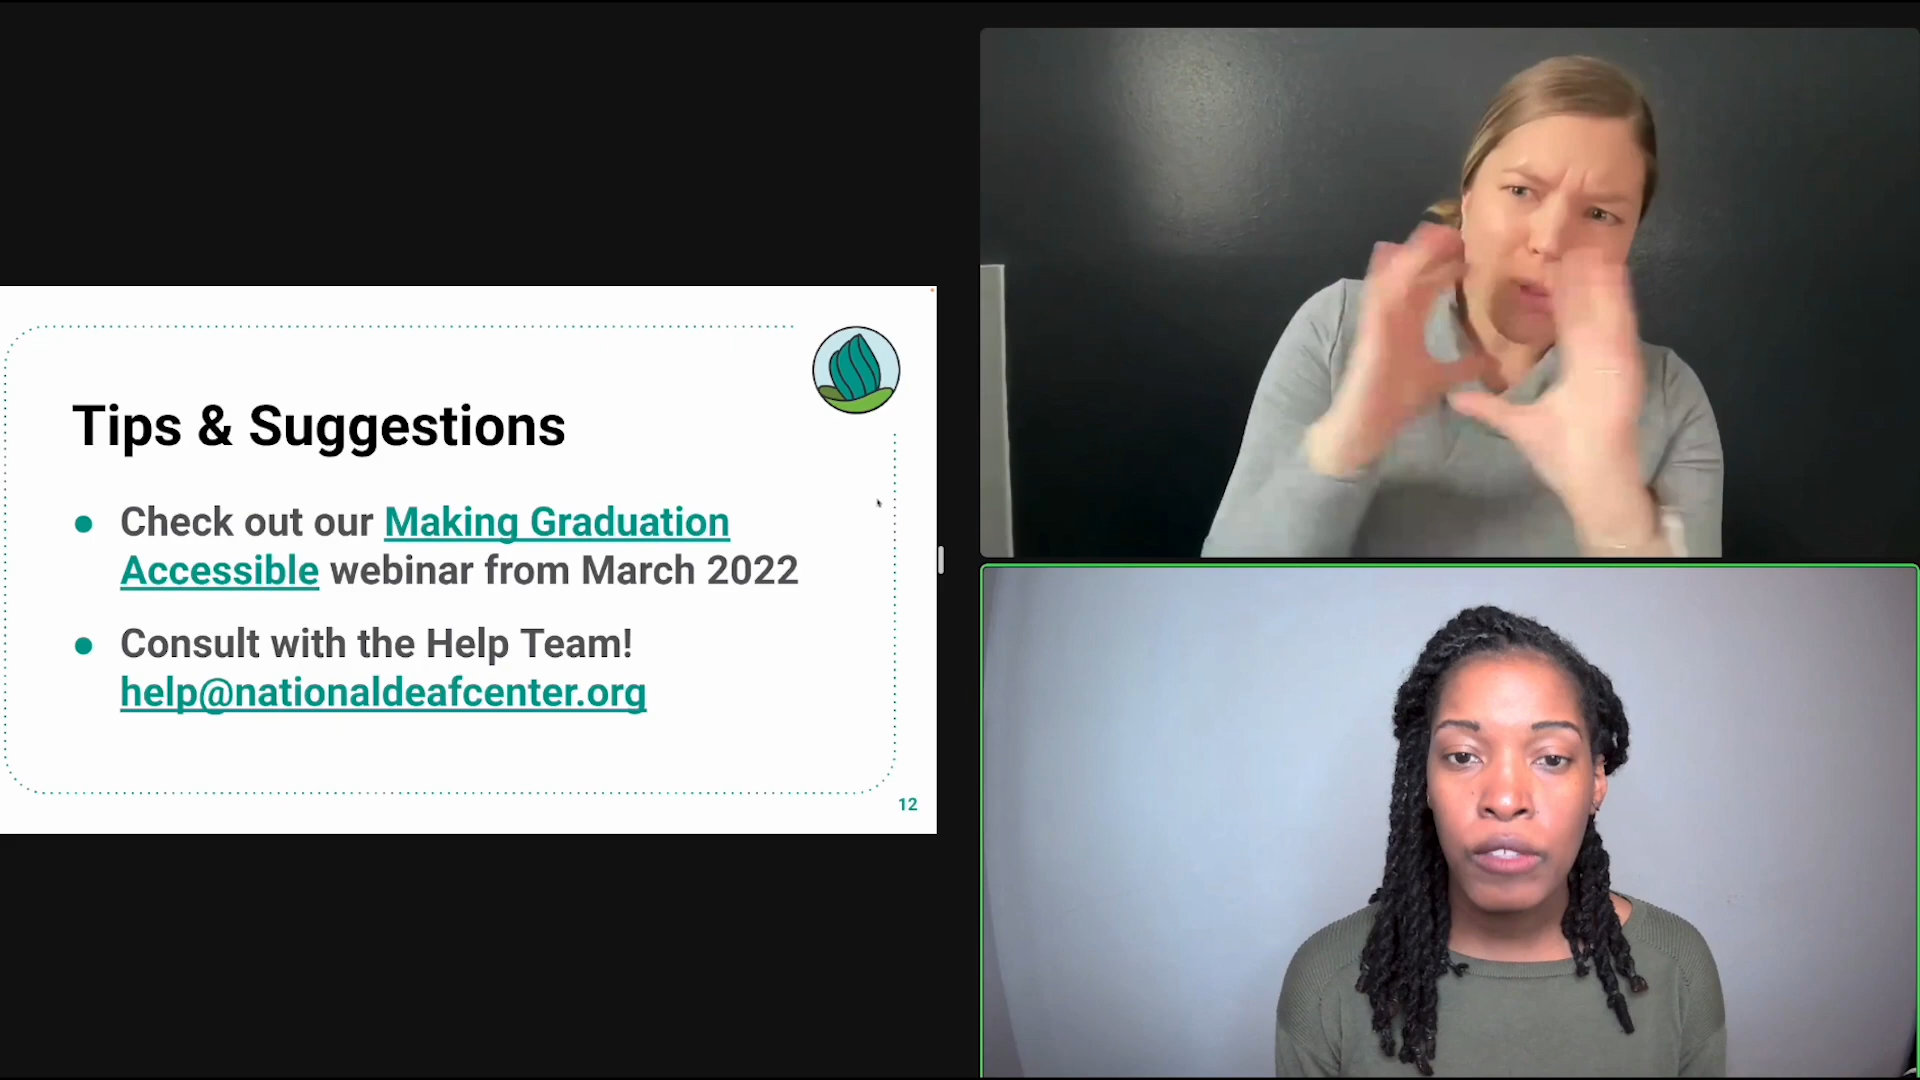 Tips & Suggestions
● Check out our Making Graduation
Accessible webinar from March 2022
● Consult with the Help Team!
help@nationaldeafcenter.org
12